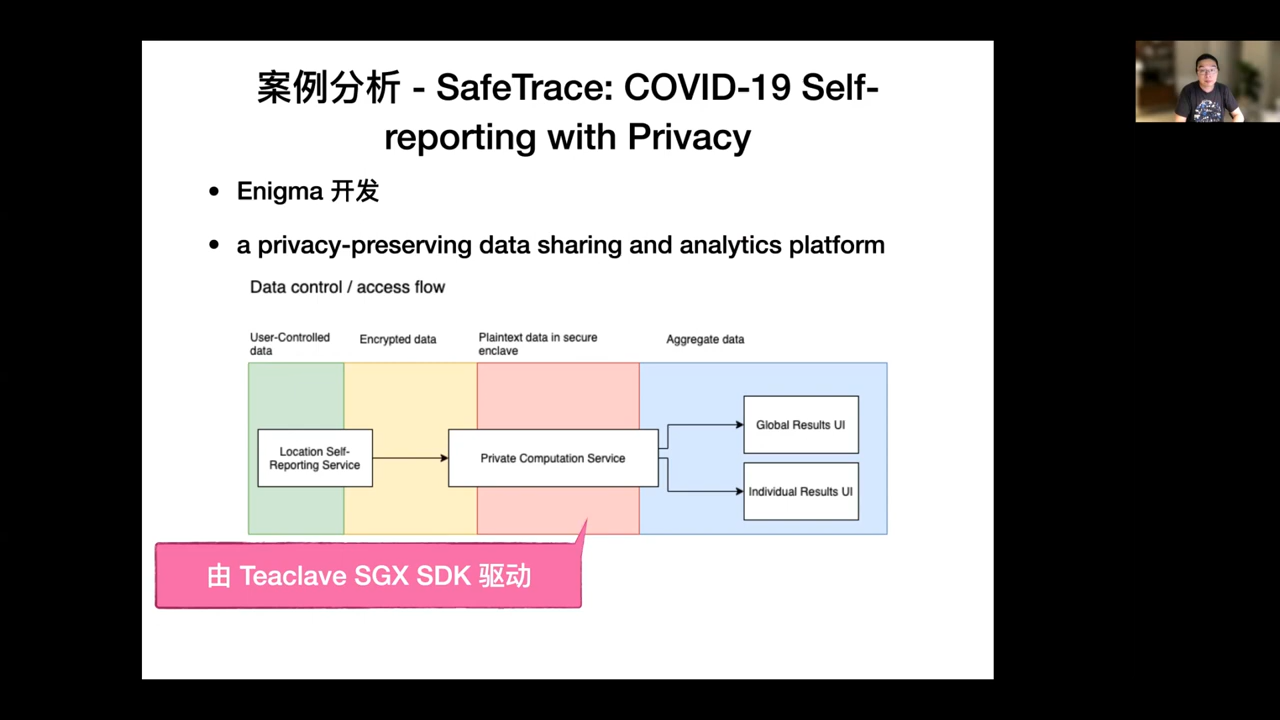 案例分析 - SafeTrace: COVID-19 Self-
reporting with Privacy
• Enigma 开发
• a privacy-preserving data sharing and analytics platform
Data control / access flow
User-Controlled
data
Encrypted data
Plaintext data in secure
enclave
Aggregate data
Location Self-
Reporting Service
Private Computation Service
Global Results UI
Individual Results UI
由 Teaclave SGX SDK 驱动